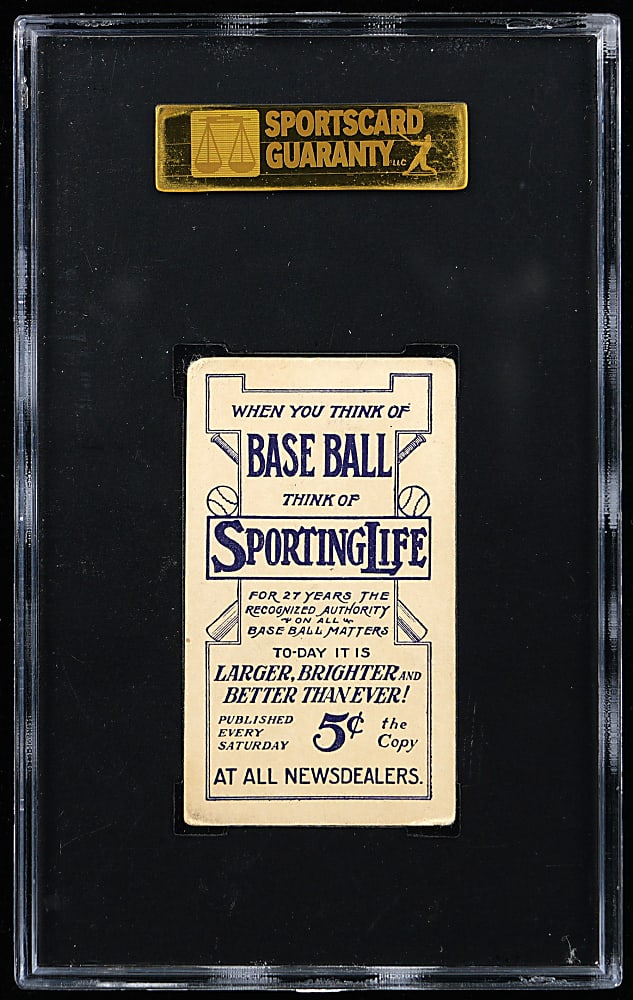 SPORTSCARD
GUARANTY LLC
WHEN YOU THINK OF
BASE BALL
THINK OF
SPORTING LIFE
FOR 27 YEARS THE
RECOGNIZED AUTHORITY
ON ALL
BASE BALL MATTERS
TO-DAY IT IS
LARGER, BRIGHTER AND
BETTER THAN EVER!
PUBLISHED
EVERY
SATURDAY
5¢
the
Copy
AT ALL NEWSDEALERS.